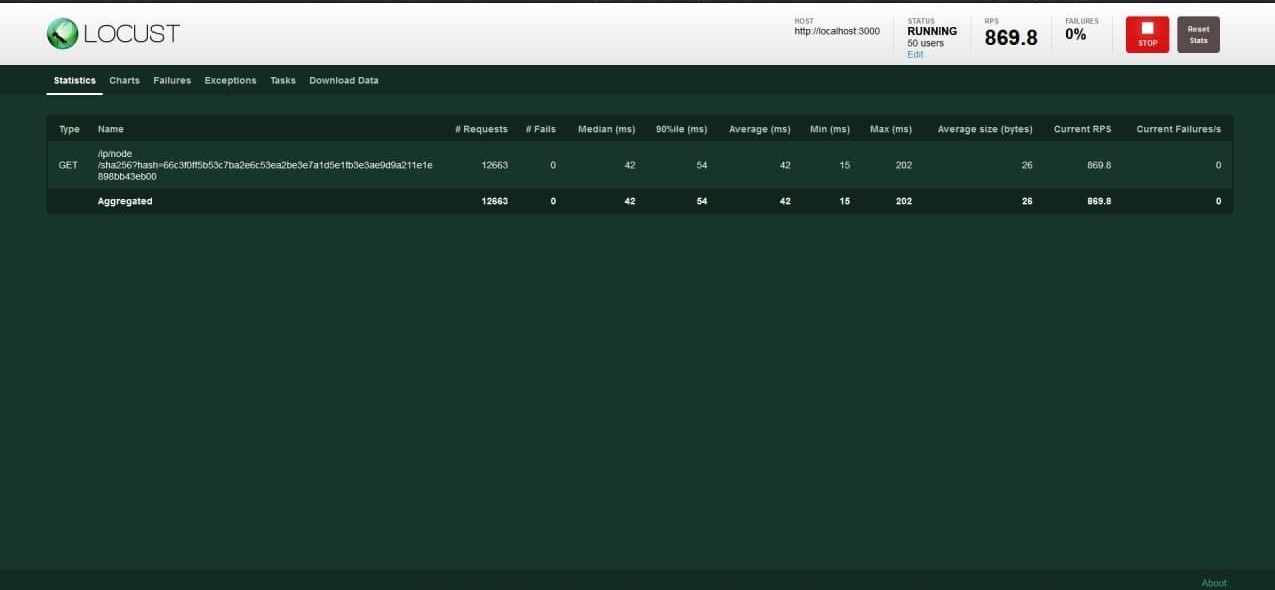 LOCUST
HOST
http://localhost:3000
STATUS
RUNNING
50 users
Edit
RPS
869.8
FAILURES
0%
STOP
Reset
Stats
Statistics Charts Failures Exceptions Tasks Download Data
Type Name # Requests # Fails Median (ms) 90%ile (ms) Average (ms) Min (ms) Max (ms) Average size (bytes) Current RPS Current Failures/s
/ip/node
GET /sha256?hash=66c3f0ff5b53c7ba2e6c53ea2be3e7a1d5e1fb3e3ae9d9a211e1e 12663 0 42 54 42 15 202 26 869.8 0
898bb43eb00
Aggregated 12663 0 42 54 42 15 202 26 869.8 0
About